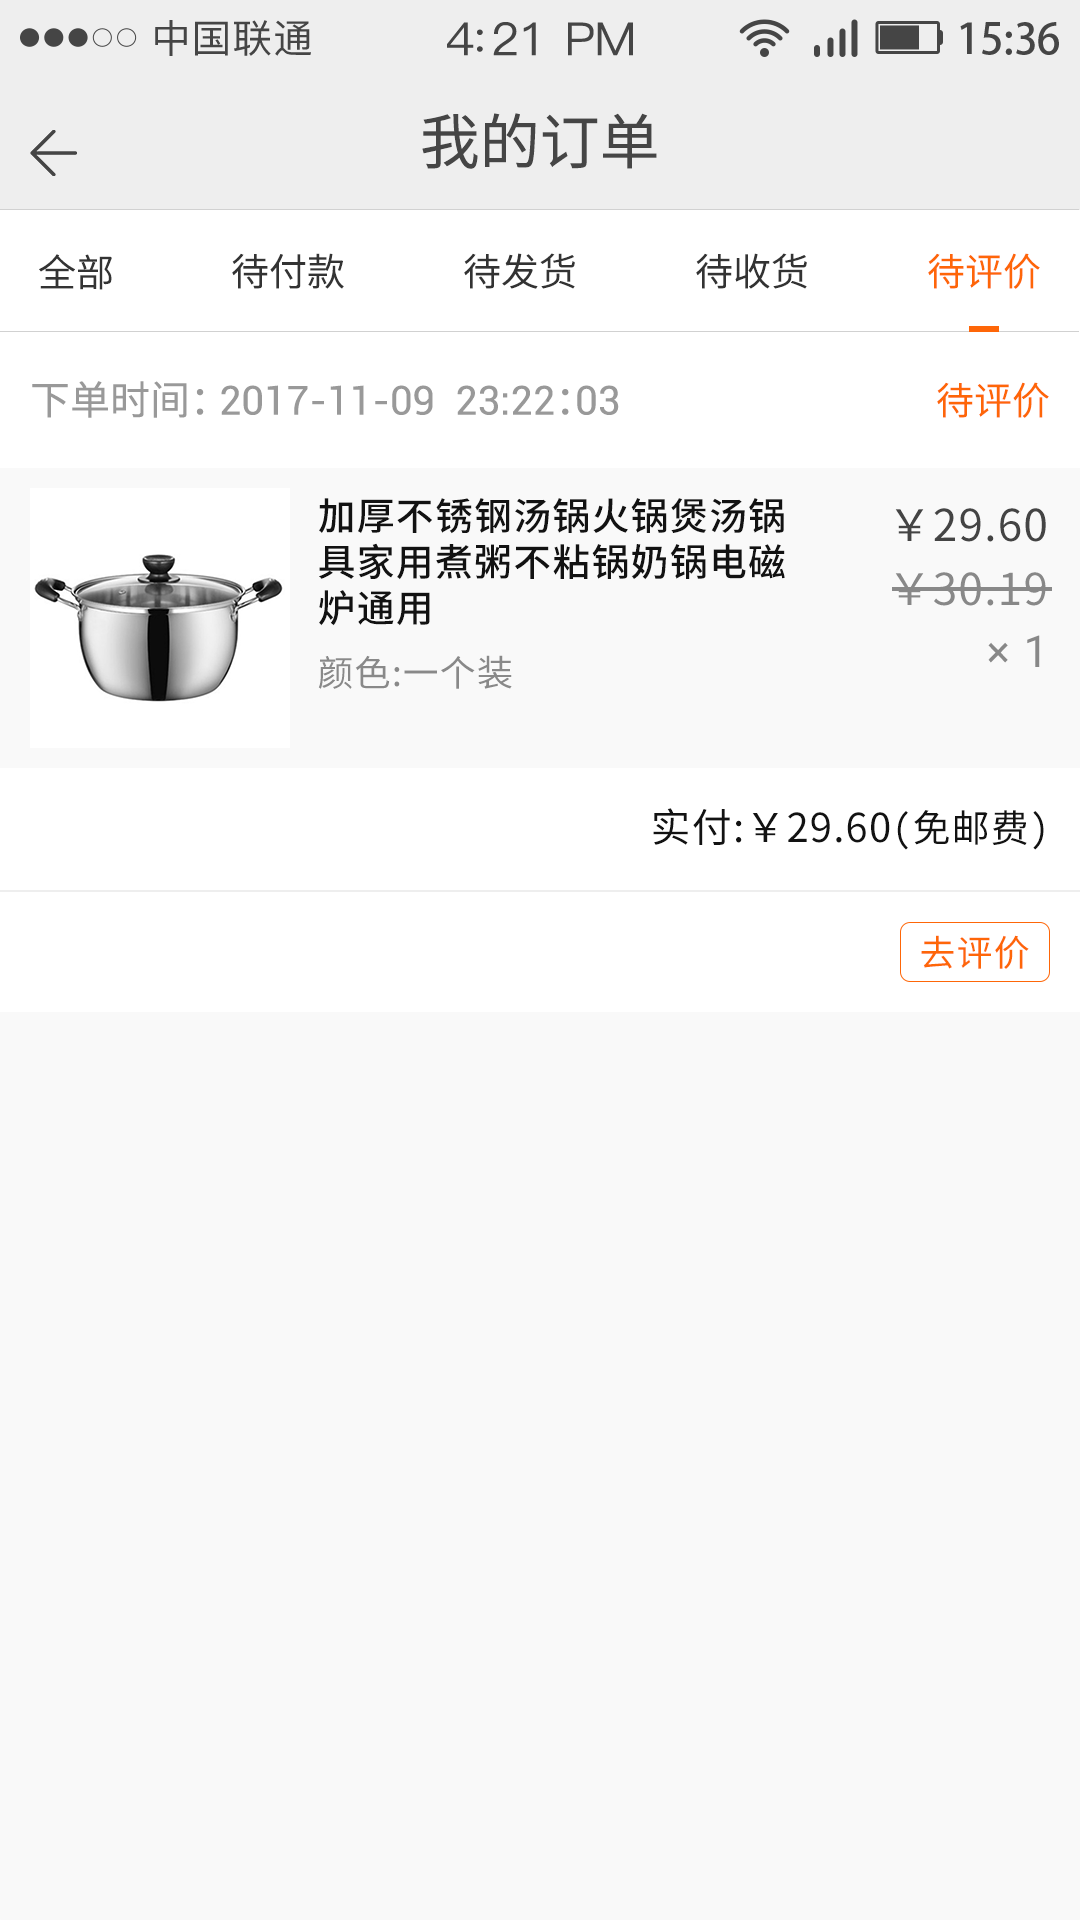 中国联通 4:21 PM 15:36
我的订单
全部 待付款 待发货 待收货 待评价
下单时间：2017-11-09 23:22:03 待评价
加厚不锈钢汤锅火锅煲汤锅 ￥29.60
具家用煮粥不粘锅奶锅电磁 ￥30.19
炉通用 × 1
颜色:一个装
实付:￥29.60(免邮费)
去评价